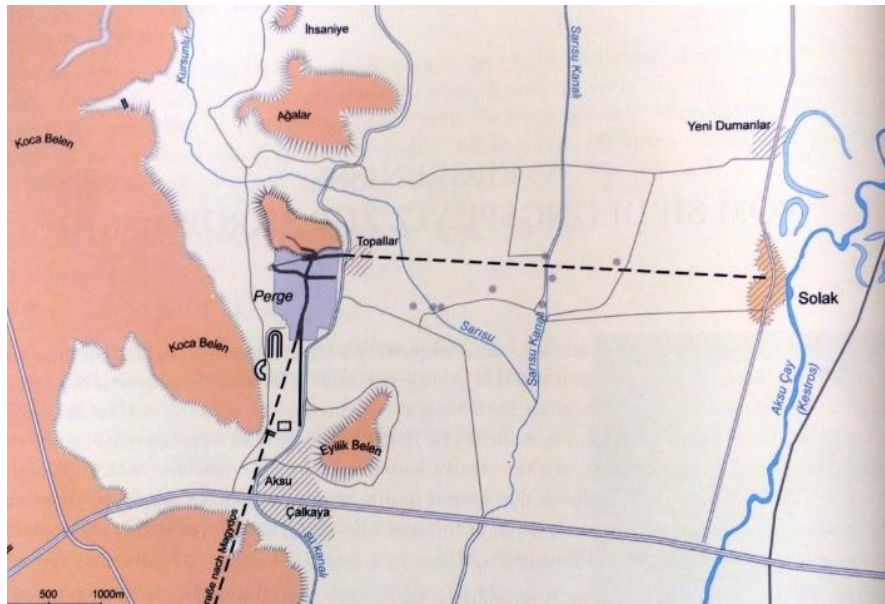 İhsaniye
Kursunlu
Sarısu Kanalı
Ağalar
Koca Belen
Yeni Dumanlar
Topallar
Perge
Solak
Sarısu
Sarısu Kanalı
Koca Belen
Aksu Çay
(Kestros)
Eyilik Belen
Aksu
Çalkaya
su kanalı
raße nach Magydos
500 1000m